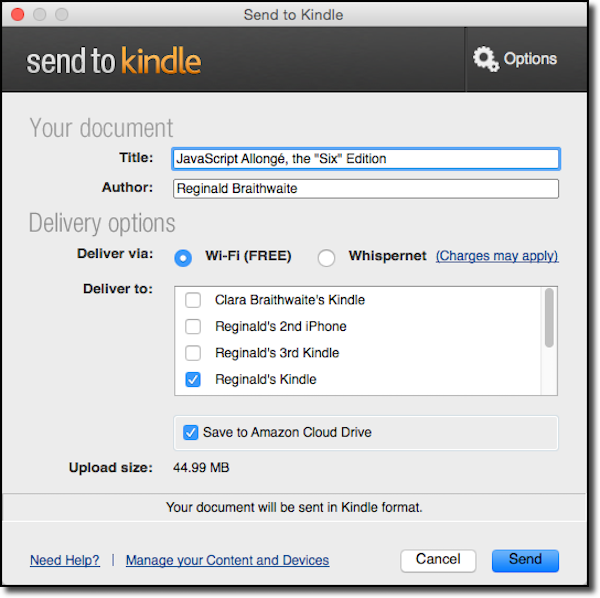 Send to Kindle
send to kindle
Options
Your document
Title: JavaScript Allongé, the "Six" Edition
Author: Reginald Braithwaite
Delivery options
Deliver via: Wi-Fi (FREE) Whispernet (Charges may apply)
Deliver to:
Clara Braithwaite's Kindle
Reginald's 2nd iPhone
Reginald's 3rd Kindle
Reginald's Kindle
Save to Amazon Cloud Drive
Upload size: 44.99 MB
Your document will be sent in Kindle format.
Need Help? | Manage your Content and Devices Cancel Send